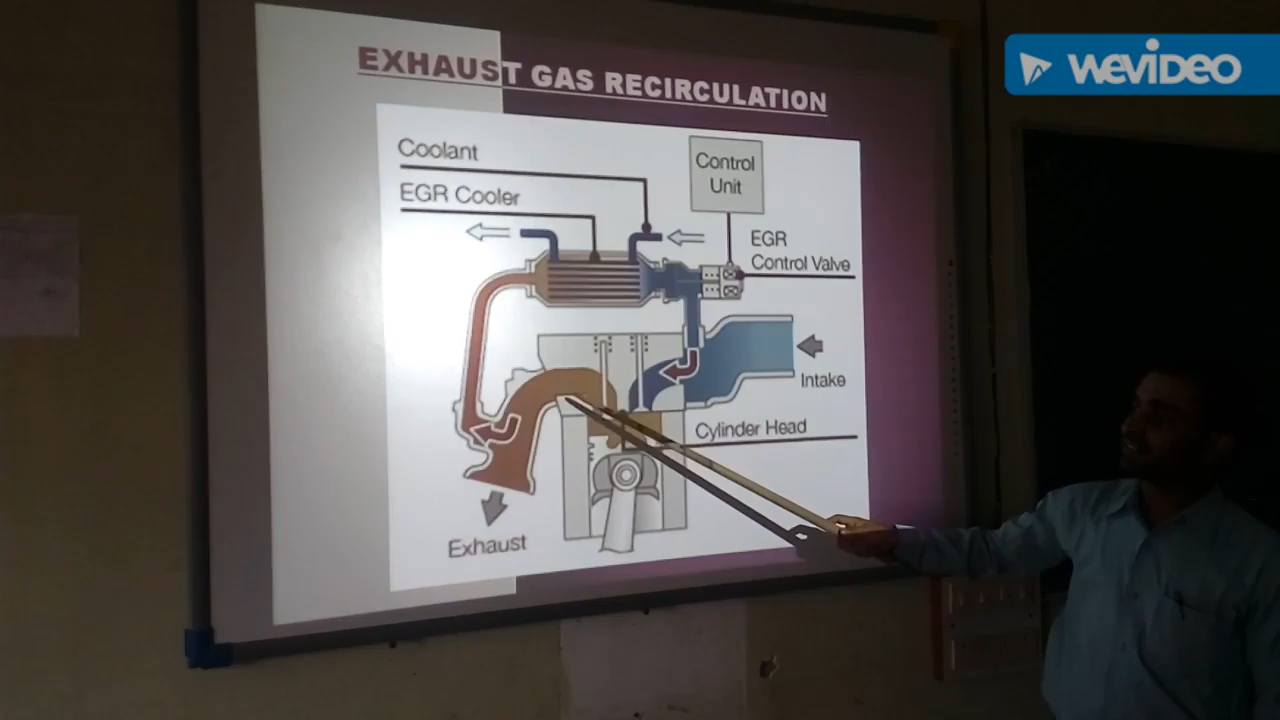 WEVIDEO
EXHAUST GAS RECIRCULATION
Coolant
EGR Cooler
Control
Unit
EGR
Control Valve
Intake
Cylinder Head
Exhaust